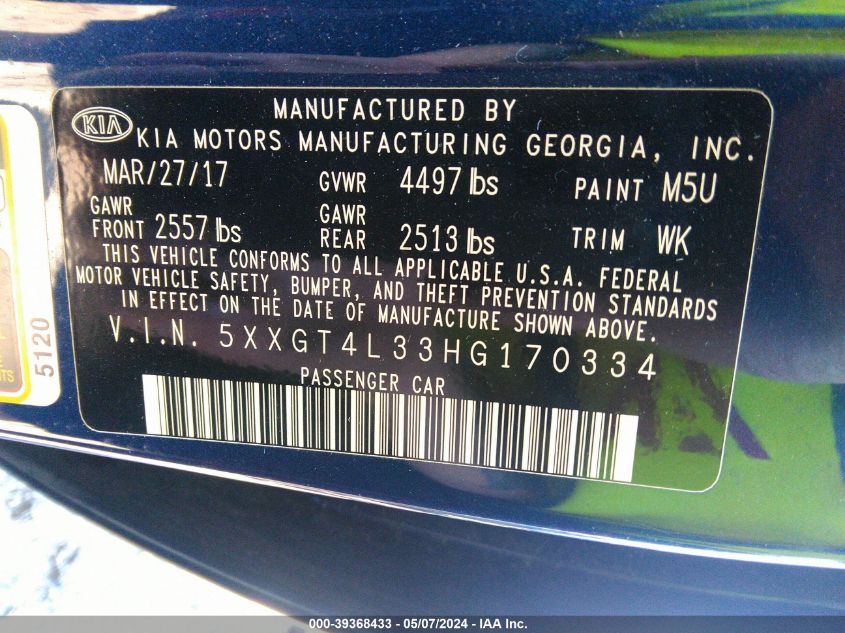 MANUFACTURED BY
KIA KIA MOTORS MANUFACTURING GEORGIA, INC.
MAR/27/17 GVWR 4497 lbs PAINT M5U
GAWR FRONT 2557 lbs GAWR REAR 2513 lbs TRIM WK
THIS VEHICLE CONFORMS TO ALL APPLICABLE U.S.A. FEDERAL
MOTOR VEHICLE SAFETY, BUMPER, AND THEFT PREVENTION STANDARDS
IN EFFECT ON THE DATE OF MANUFACTURE SHOWN ABOVE.
V.I.N. 5XXGT4L33HG170334
PASSENGER CAR
5120
000-39368433 - 05/07/2024 - IAA Inc.